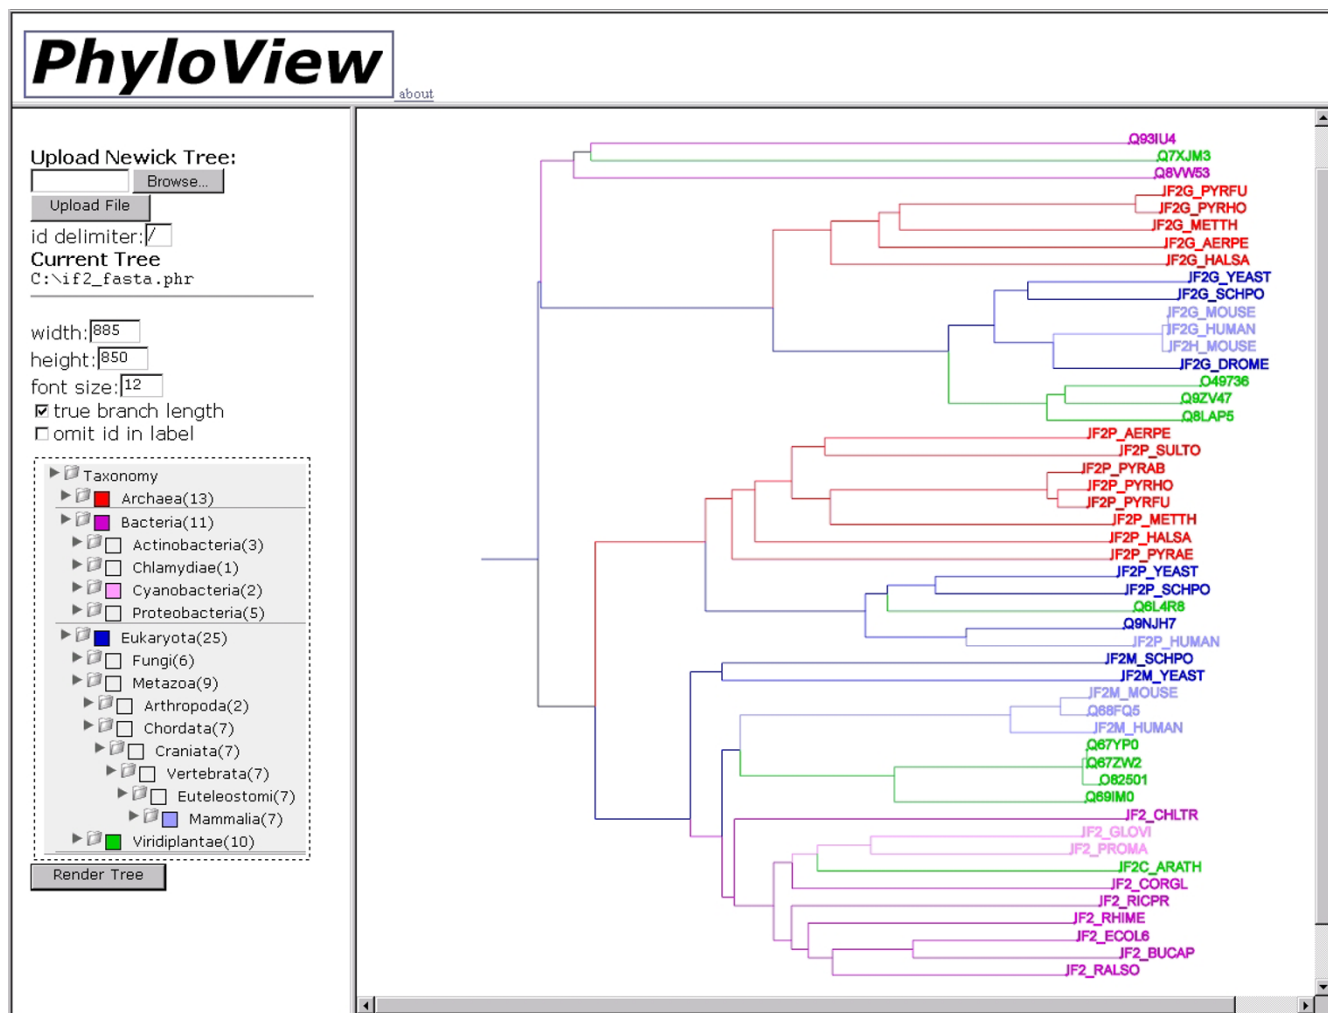 PhyloView
about
Upload Newick Tree:
Browse...
Upload File
id delimiter: /
Current Tree
C:\if2_fasta.phr
width: 885
height: 850
font size: 12
true branch length
omit id in label
Taxonomy
Archaea(13)
Bacteria(11)
Actinobacteria(3)
Chlamydiae(1)
Cyanobacteria(2)
Proteobacteria(5)
Eukaryota(25)
Fungi(6)
Metazoa(9)
Arthropoda(2)
Chordata(7)
Craniata(7)
Vertebrata(7)
Euteleostomi(7)
Mammalia(7)
Viridiplantae(10)
Render Tree
Q93IU4
Q7XJM3
Q8VW53
IF2G_PYRFU
IF2G_PYRHO
IF2G_METTH
IF2G_AERPE
IF2G_HALSA
IF2G_YEAST
IF2G_SCHPO
IF2G_MOUSE
IF2G_HUMAN
IF2H_MOUSE
IF2G_DROME
O49736
Q9ZV47
Q8LAP5
IF2P_AERPE
IF2P_SULTO
IF2P_PYRAB
IF2P_PYRHO
IF2P_PYRFU
IF2P_METTH
IF2P_HALSA
IF2P_PYRAE
IF2P_YEAST
IF2P_SCHPO
Q6L4R8
Q9NJH7
IF2P_HUMAN
IF2M_SCHPO
IF2M_YEAST
IF2M_MOUSE
Q68FQ5
IF2M_HUMAN
Q67YP0
Q67ZW2
O82501
Q69IM0
IF2_CHLTR
IF2_GLOVI
IF2_PROMA
IF2C_ARATH
IF2_CORGL
IF2_RICPR
IF2_RHIME
IF2_ECOL6
IF2_BUCAP
IF2_RALSO